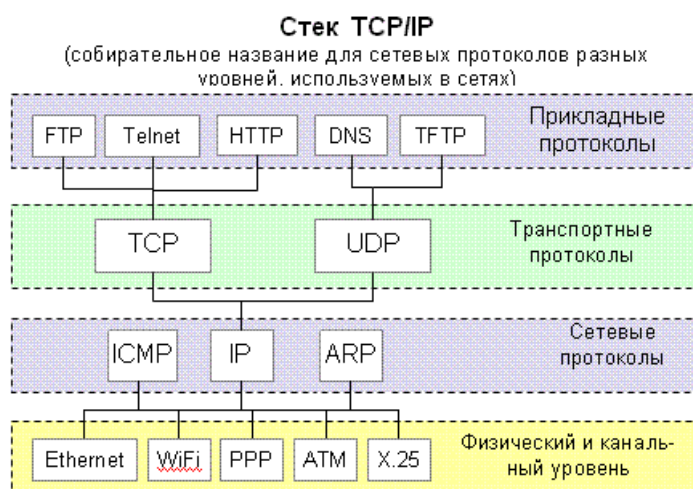 Стек TCP/IP
(собирательное название для сетевых протоколов разных
уровней, используемых в сетях)
FTP Telnet HTTP DNS TFTP
Прикладные
протоколы
TCP UDP
Транспортные
протоколы
ICMP IP ARP
Сетевые
протоколы
Ethernet WiFi PPP ATM X.25
Физический и каналь-
ный уровень